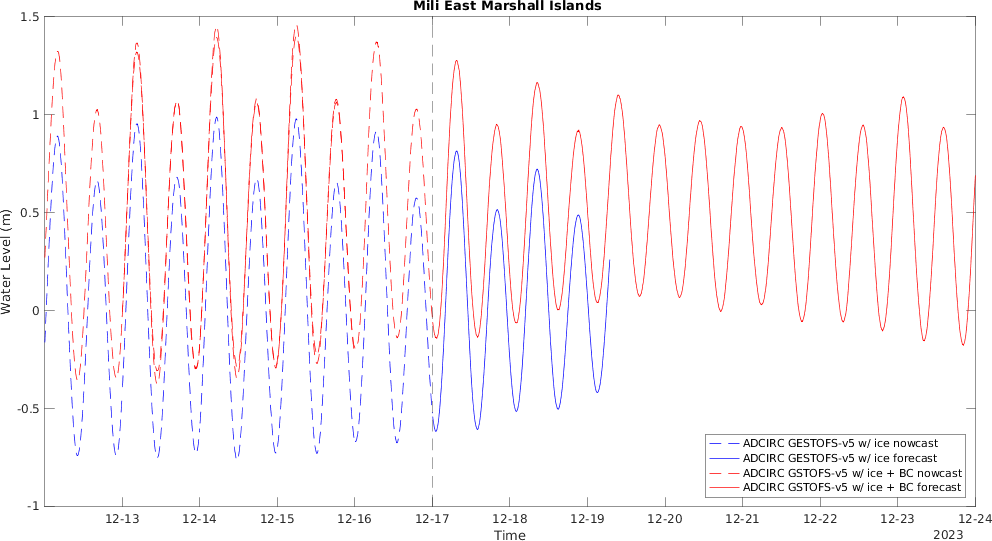 Mili East Marshall Islands
1.5
1
0.5
0
-0.5
-1
Water Level (m)
12-13 12-14 12-15 12-16 12-17 12-18 12-19 12-20 12-21 12-22 12-23 12-24
Time
2023
ADCIRC GESTOFS-v5 w/ ice nowcast
ADCIRC GESTOFS-v5 w/ ice forecast
ADCIRC GSTOFS-v5 w/ ice + BC nowcast
ADCIRC GSTOFS-v5 w/ ice + BC forecast